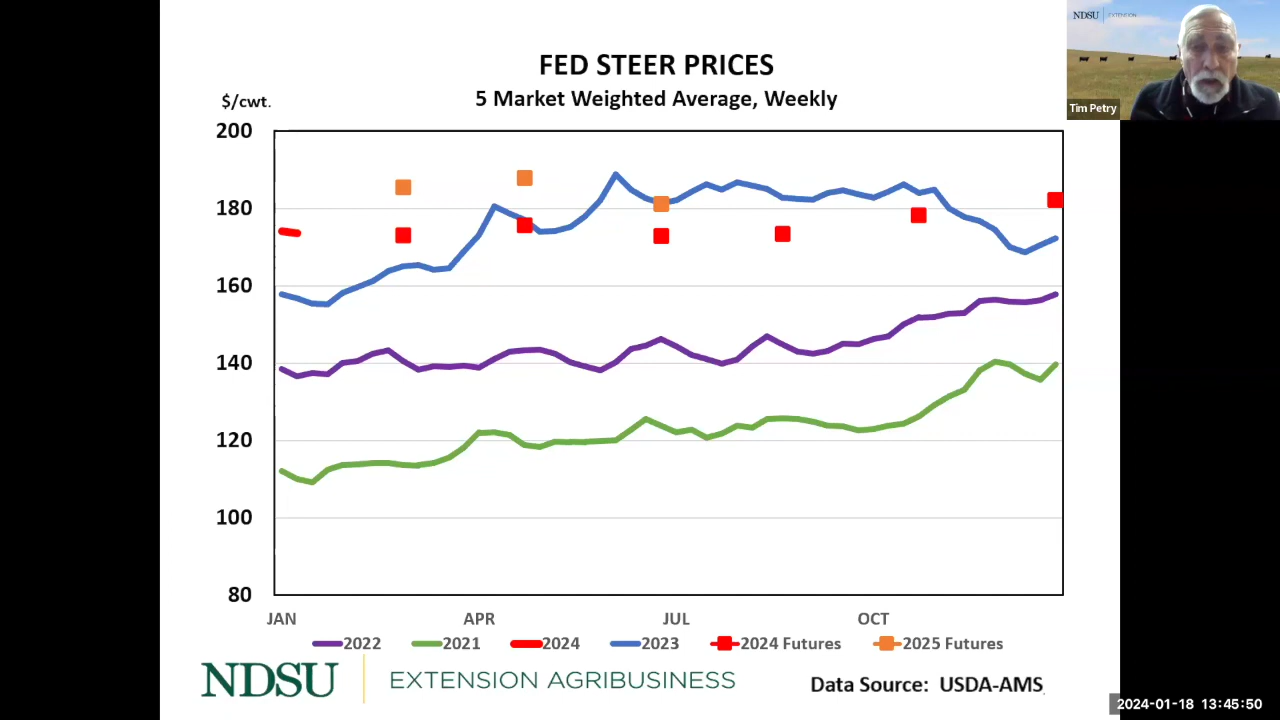 NDSU EXTENSION
Tim Petry
FED STEER PRICES
5 Market Weighted Average, Weekly
$/cwt.
200
180
160
140
120
100
80
JAN APR JUL OCT
2022 2021 2024 2023 2024 Futures 2025 Futures
NDSU EXTENSION AGRIBUSINESS
Data Source: USDA-AMS
2024-01-18 13:45:50